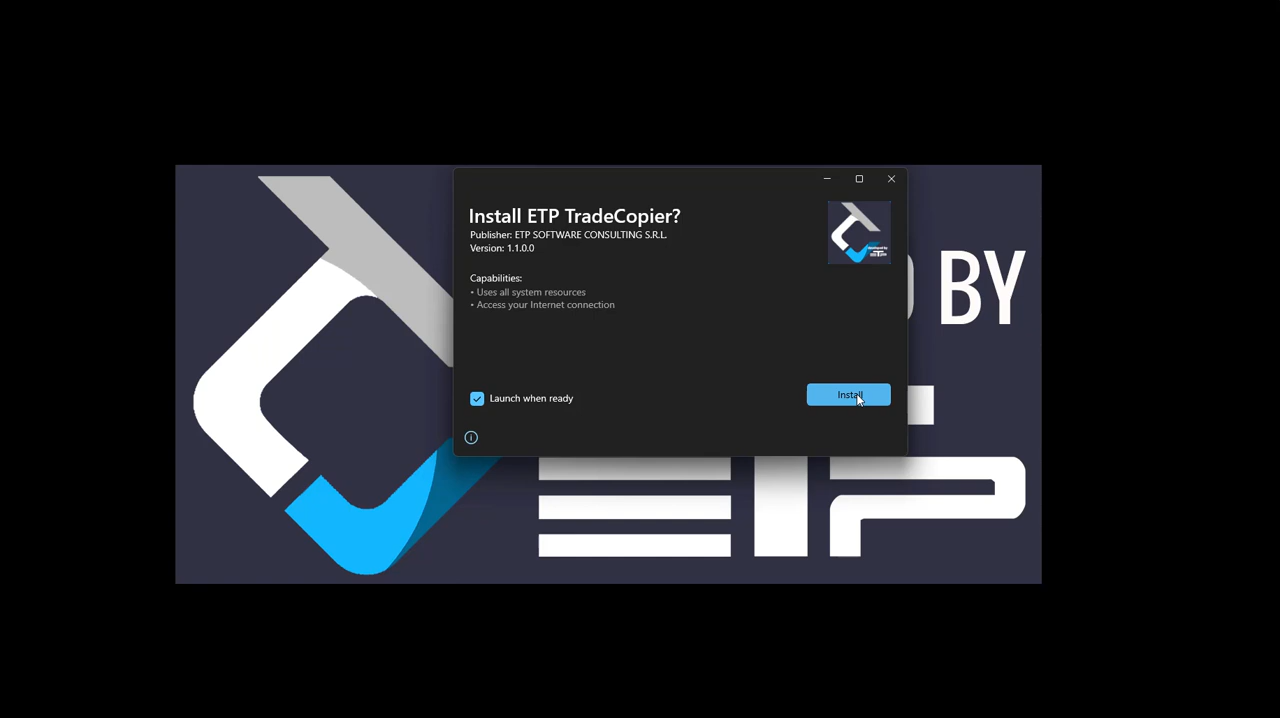 Install ETP TradeCopier?
Publisher: ETP SOFTWARE CONSULTING S.R.L.
Version: 1.1.0.0
Capabilities:
• Uses all system resources
• Access your Internet connection
Launch when ready
Install
BY
ETP